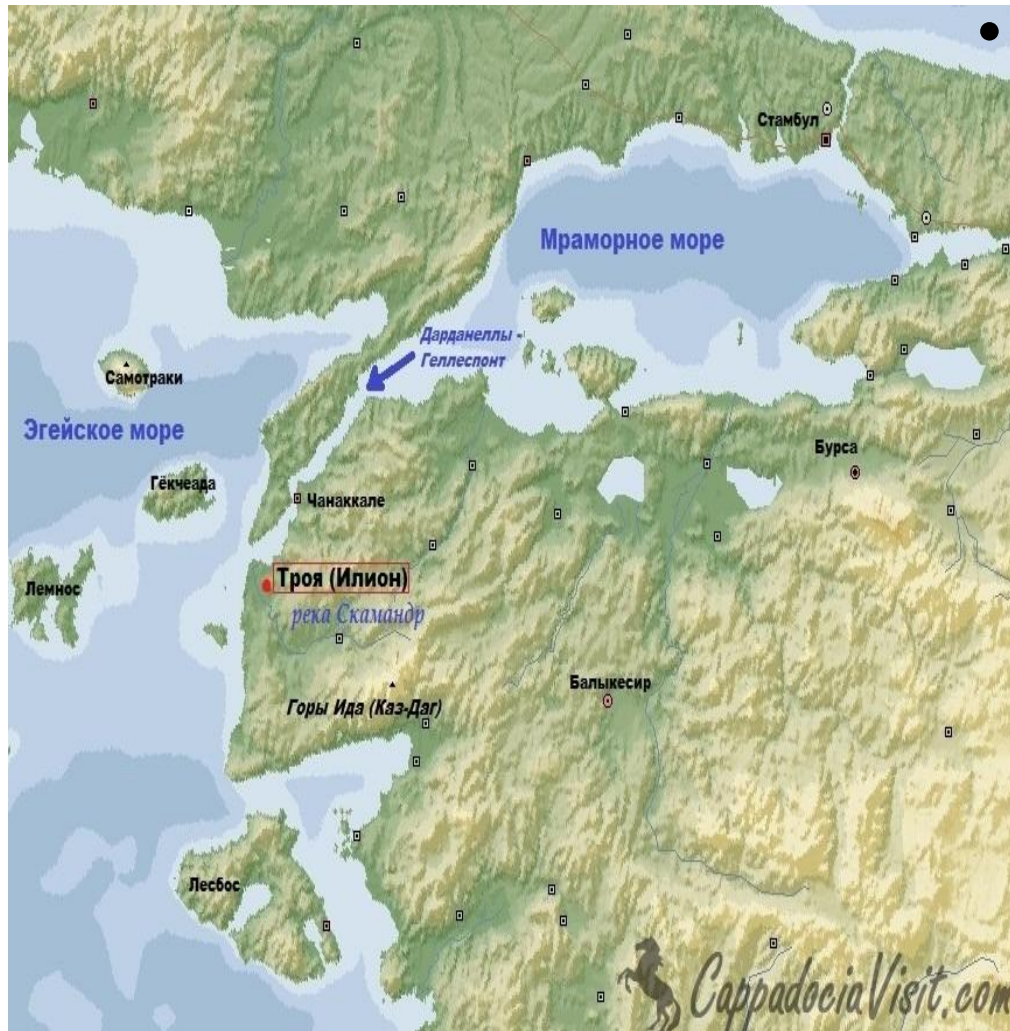 Стамбул
Мраморное море
Дарданеллы -
Геллеспонт
Самотраки
Эгейское море
Бурса
Гёкчеада
Чанаккале
Троя (Илион)
Лемнос
река Скамандр
Балыкесир
Горы Ида (Каз-Даг)
Лесбос
CappadociaVisit.com